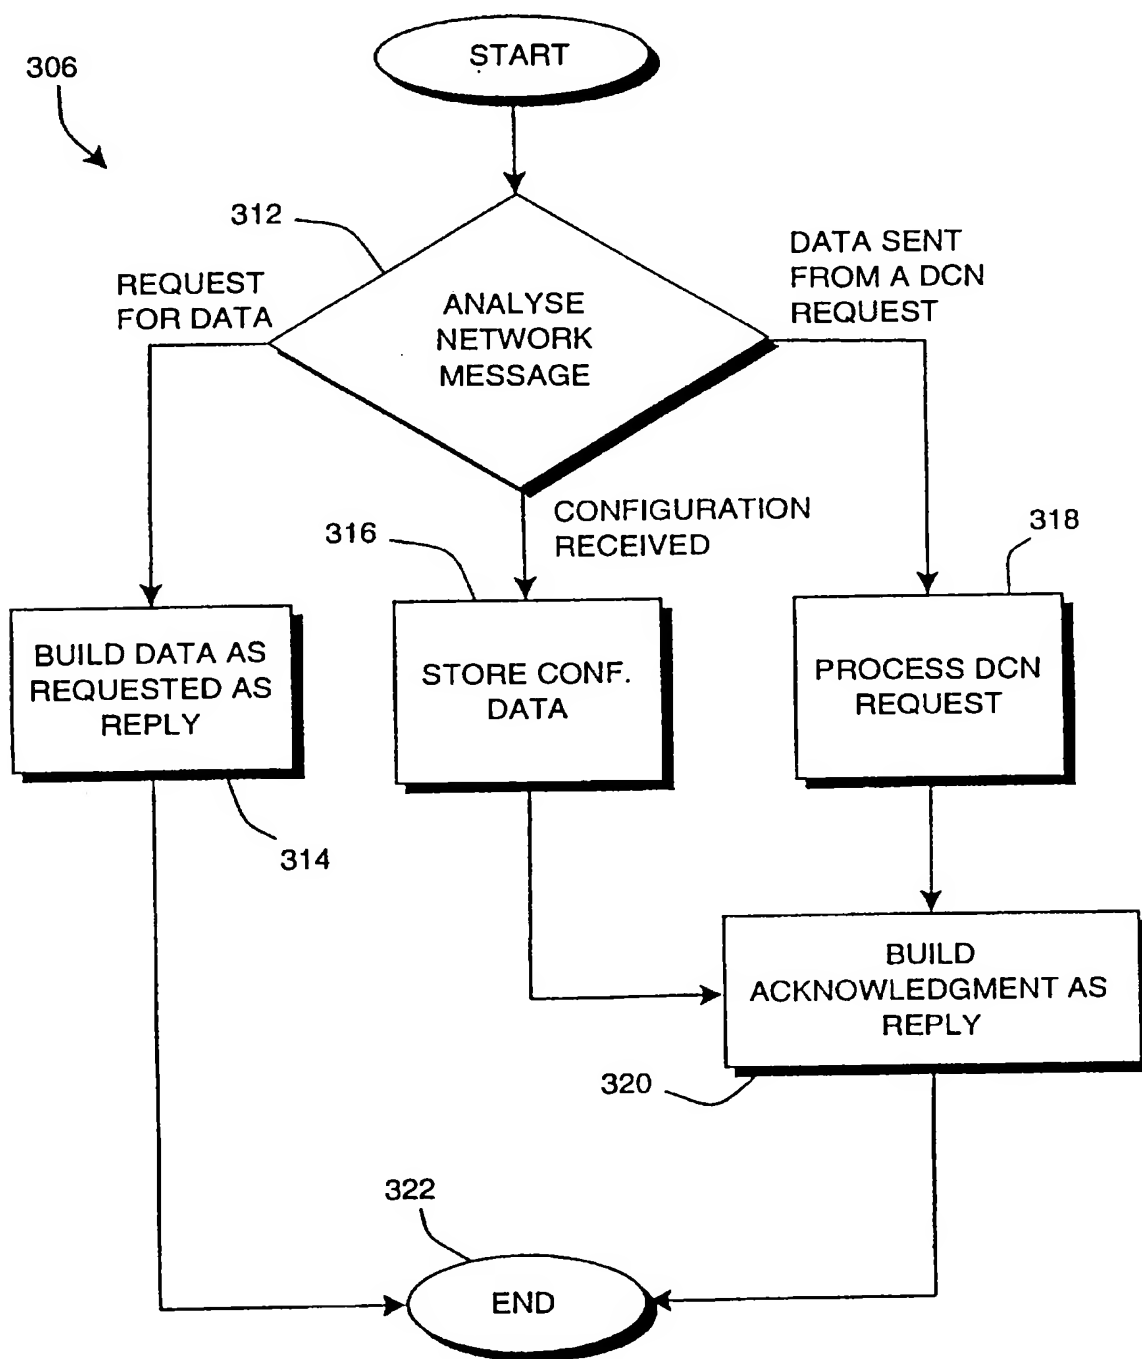 START
306
312
REQUEST
FOR DATA
ANALYSE
NETWORK
MESSAGE
DATA SENT
FROM A DCN
REQUEST
316
CONFIGURATION
RECEIVED
318
BUILD DATA AS
REQUESTED AS
REPLY
STORE CONF.
DATA
PROCESS DCN
REQUEST
314
BUILD
ACKNOWLEDGMENT AS
REPLY
320
322
END